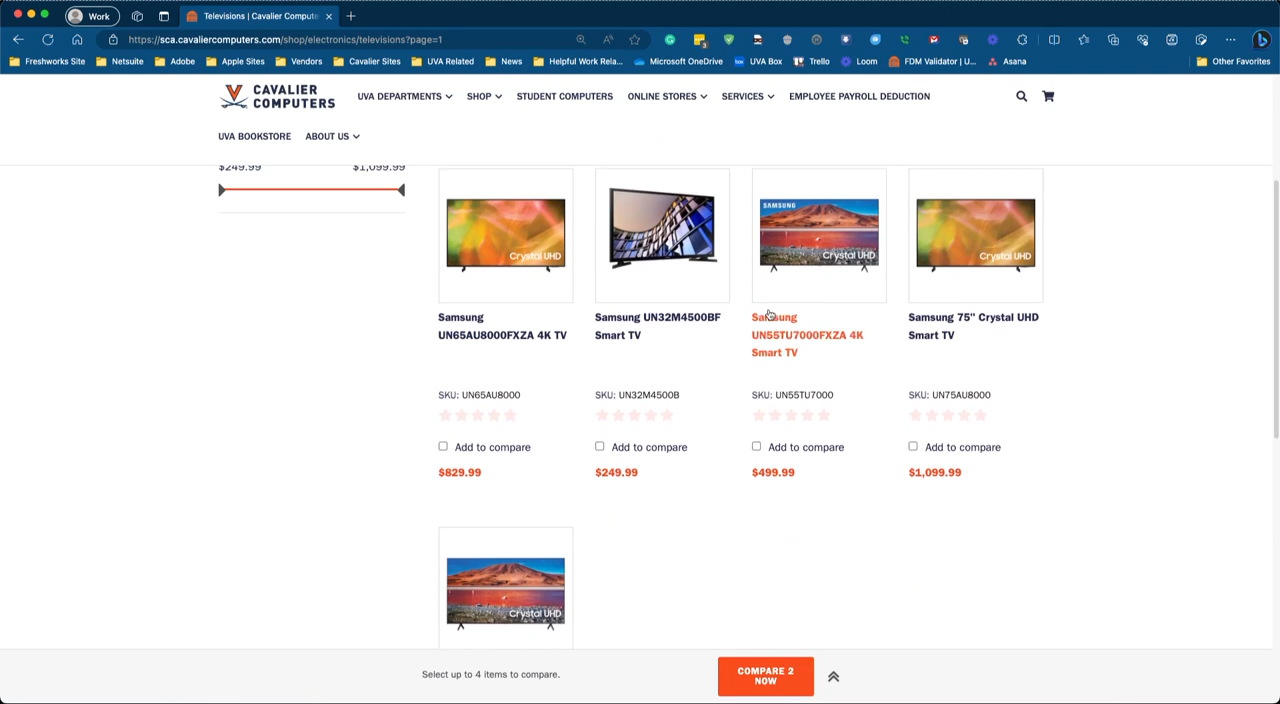 Work
Televisions | Cavalier Compute
https://sca.cavaliercomputers.com/shop/electronics/televisions?page=1
3
Freshworks Site
Netsuite
Adobe
Apple Sites
Vendors
Cavalier Sites
UVA Related
News
Helpful Work Rela...
Microsoft OneDrive
box
UVA Box
Trello
Loom
FDM Validator | U...
Asana
Other Favorites
CAVALIER
COMPUTERS
UVA DEPARTMENTS
SHOP
STUDENT COMPUTERS
ONLINE STORES
SERVICES
EMPLOYEE PAYROLL DEDUCTION
UVA BOOKSTORE
ABOUT US
$249.99
$1,099.99
Crystal UHD
SAMSUNG
Crystal UHD
Crystal UHD
Samsung
UN65AU8000FXZA 4K TV
Samsung UN32M4500BF
Smart TV
Samsung
UN55TU7000FXZA 4K
Smart TV
Samsung 75" Crystal UHD
Smart TV
SKU: UN65AU8000
SKU: UN32M4500B
SKU: UN55TU7000
SKU: UN75AU8000
Add to compare
Add to compare
Add to compare
Add to compare
$829.99
$249.99
$499.99
$1,099.99
Crystal UHD
Select up to 4 items to compare.
COMPARE 2
NOW